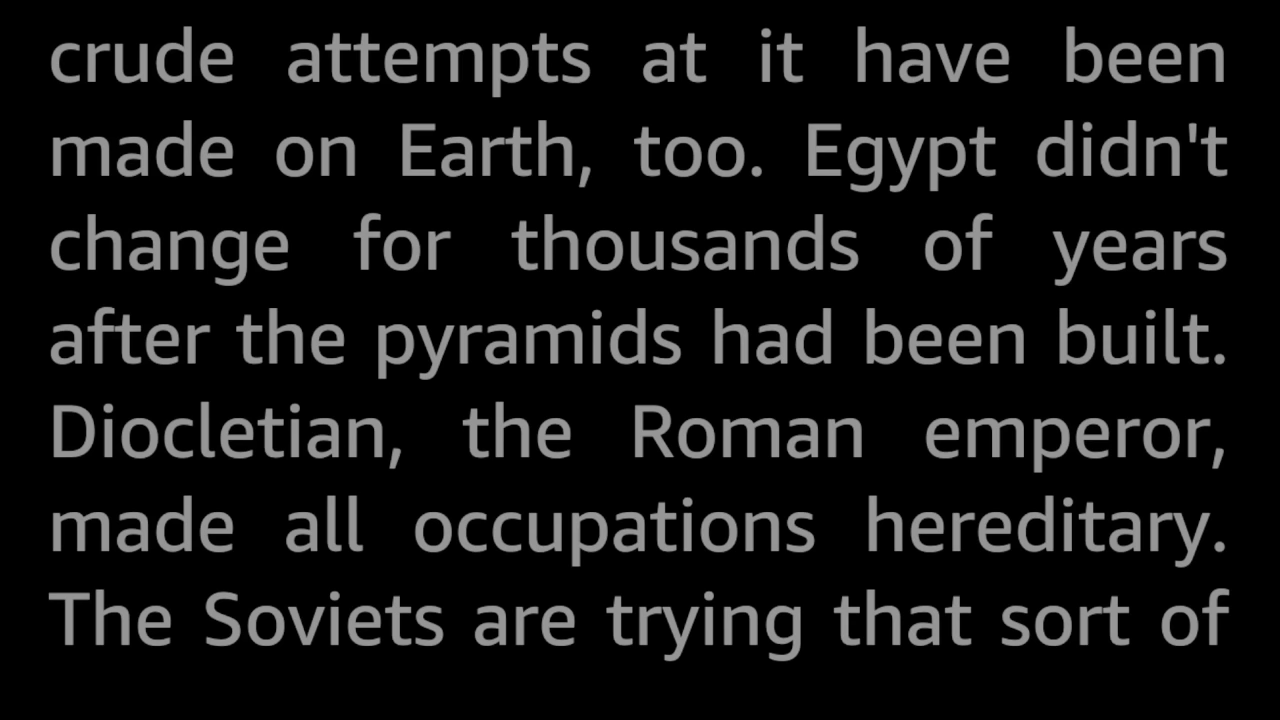 crude attempts at it have been
made on Earth, too. Egypt didn't
change for thousands of years
after the pyramids had been built.
Diocletian, the Roman emperor,
made all occupations hereditary.
The Soviets are trying that sort of